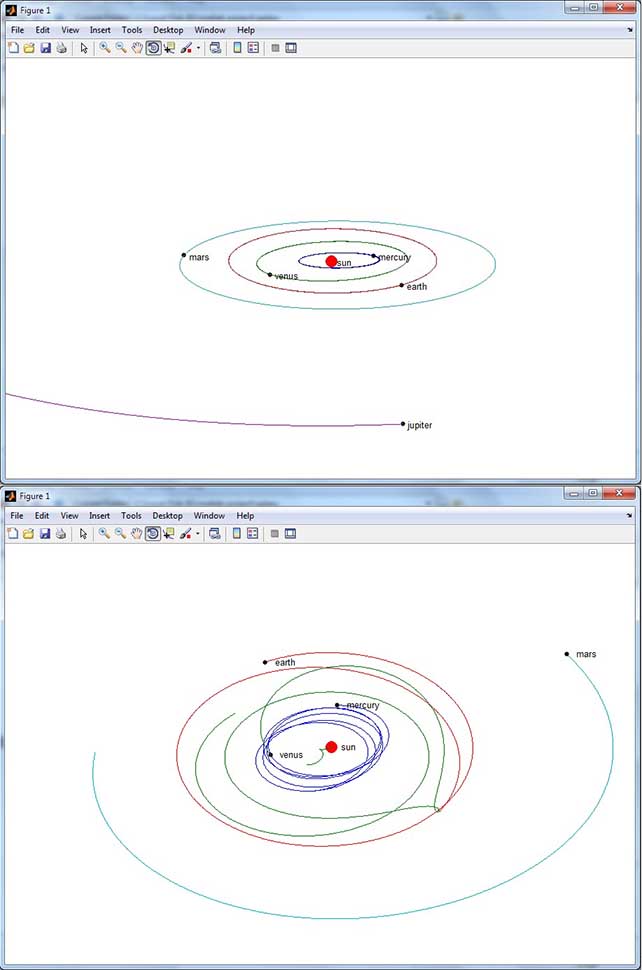 Figure 1
File Edit View Insert Tools Desktop Window Help
mars
sun
mercury
venus
earth
jupiter
Figure 1
File Edit View Insert Tools Desktop Window Help
earth
mars
mercury
sun
venus